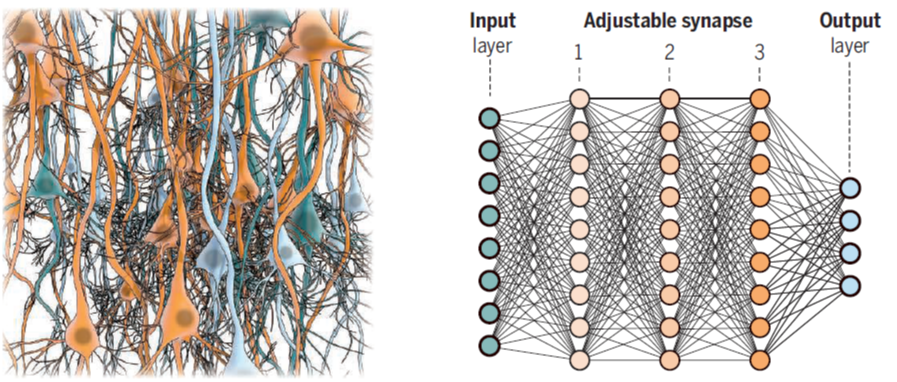 Input
layer
Adjustable synapse
1 2 3
Output
layer